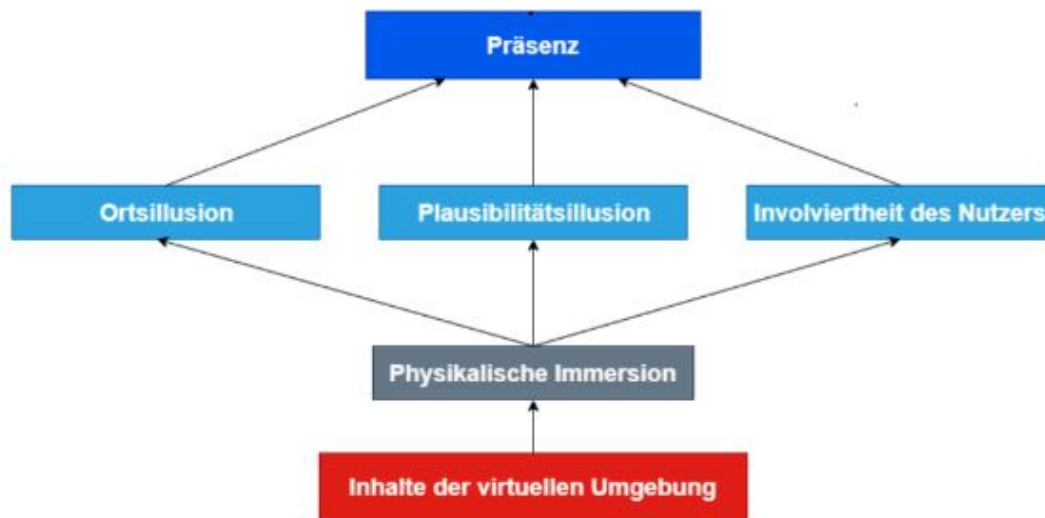 Präsenz
Ortsillusion
Plausibilitätsillusion
Involviertheit des Nutzers
Physikalische Immersion
Inhalte der virtuellen Umgebung